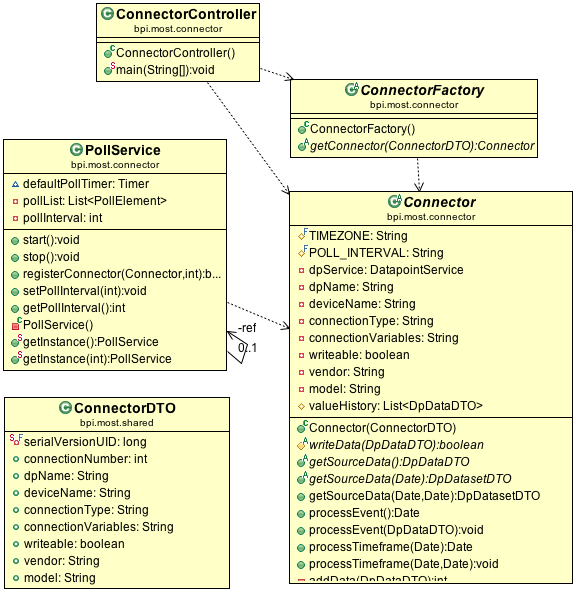 ConnectorController
bpi.most.connector
ConnectorController()
main(String[]):void
ConnectorFactory
bpi.most.connector
ConnectorFactory()
getConnector(ConnectorDTO):Connector
PollService
bpi.most.connector
defaultPollTimer: Timer
pollList: List<PollElement>
pollInterval: int
start():void
stop():void
registerConnector(Connector,int):b...
setPollInterval(int):void
getPollInterval():int
PollService()
getInstance():PollService
getInstance(int):PollService
-ref
0..1
Connector
bpi.most.connector
TIMEZONE: String
POLL_INTERVAL: String
dpService: DatapointService
dpName: String
deviceName: String
connectionType: String
connectionVariables: String
writeable: boolean
vendor: String
model: String
valueHistory: List<DpDataDTO>
Connector(ConnectorDTO)
writeData(DpDataDTO):boolean
getSourceData():DpDataDTO
getSourceData(Date):DpDatasetDTO
getSourceData(Date,Date):DpDatasetDTO
processEvent():Date
processEvent(DpDataDTO):void
processTimeframe(Date):Date
processTimeframe(Date,Date):void
addData(DpDataDTO):int
ConnectorDTO
bpi.most.shared
serialVersionUID: long
connectionNumber: int
dpName: String
deviceName: String
connectionType: String
connectionVariables: String
writeable: boolean
vendor: String
model: String